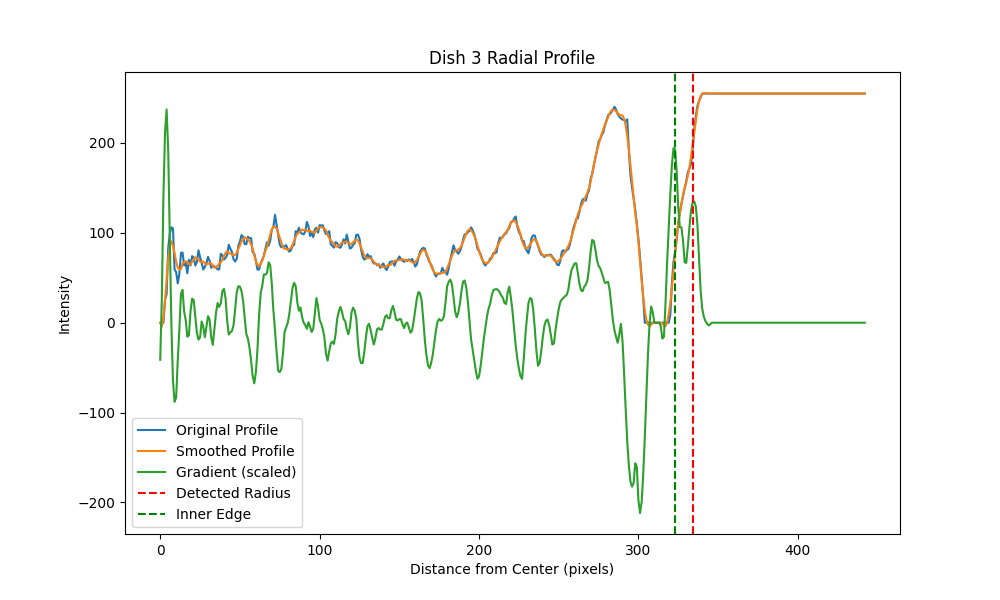 Dish 3 Radial Profile
Intensity
200
100
0
−100
−200
Original Profile
Smoothed Profile
Gradient (scaled)
Detected Radius
Inner Edge
0 100 200 300 400
Distance from Center (pixels)